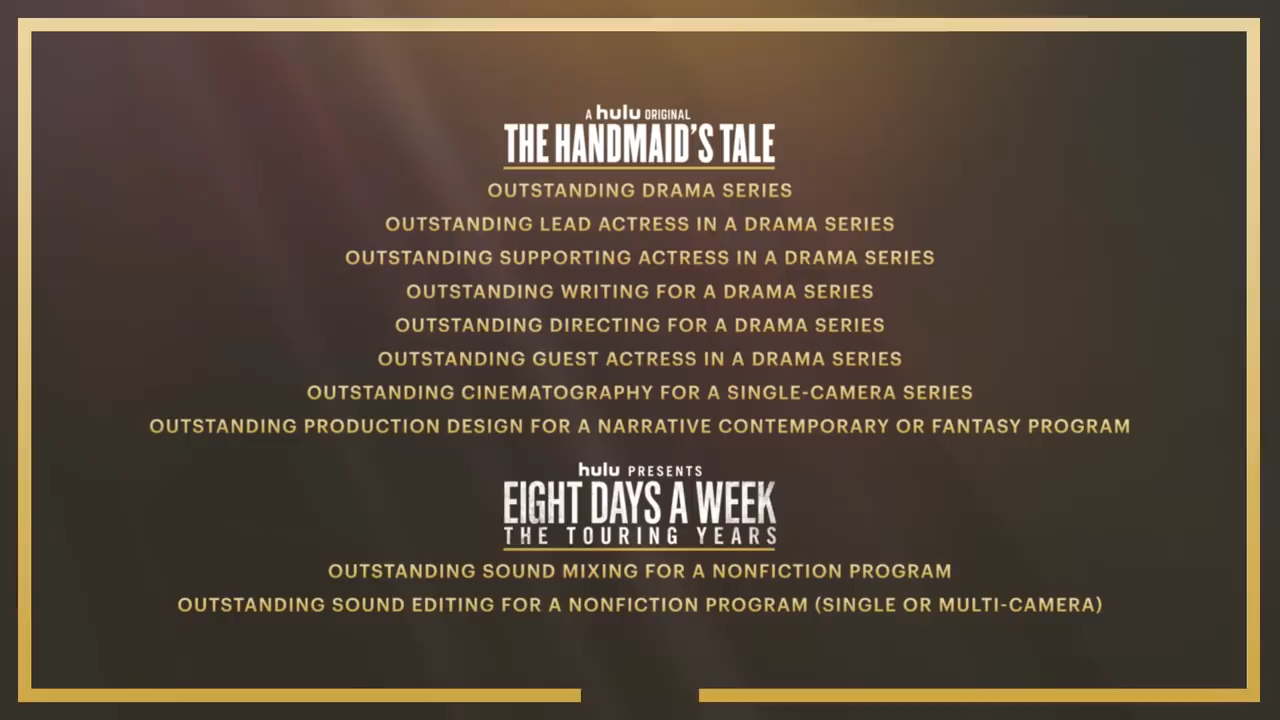 A hulu ORIGINAL
THE HANDMAID'S TALE
OUTSTANDING DRAMA SERIES
OUTSTANDING LEAD ACTRESS IN A DRAMA SERIES
OUTSTANDING SUPPORTING ACTRESS IN A DRAMA SERIES
OUTSTANDING WRITING FOR A DRAMA SERIES
OUTSTANDING DIRECTING FOR A DRAMA SERIES
OUTSTANDING GUEST ACTRESS IN A DRAMA SERIES
OUTSTANDING CINEMATOGRAPHY FOR A SINGLE-CAMERA SERIES
OUTSTANDING PRODUCTION DESIGN FOR A NARRATIVE CONTEMPORARY OR FANTASY PROGRAM
hulu PRESENTS
EIGHT DAYS A WEEK
THE TOURING YEARS
OUTSTANDING SOUND MIXING FOR A NONFICTION PROGRAM
OUTSTANDING SOUND EDITING FOR A NONFICTION PROGRAM (SINGLE OR MULTI-CAMERA)